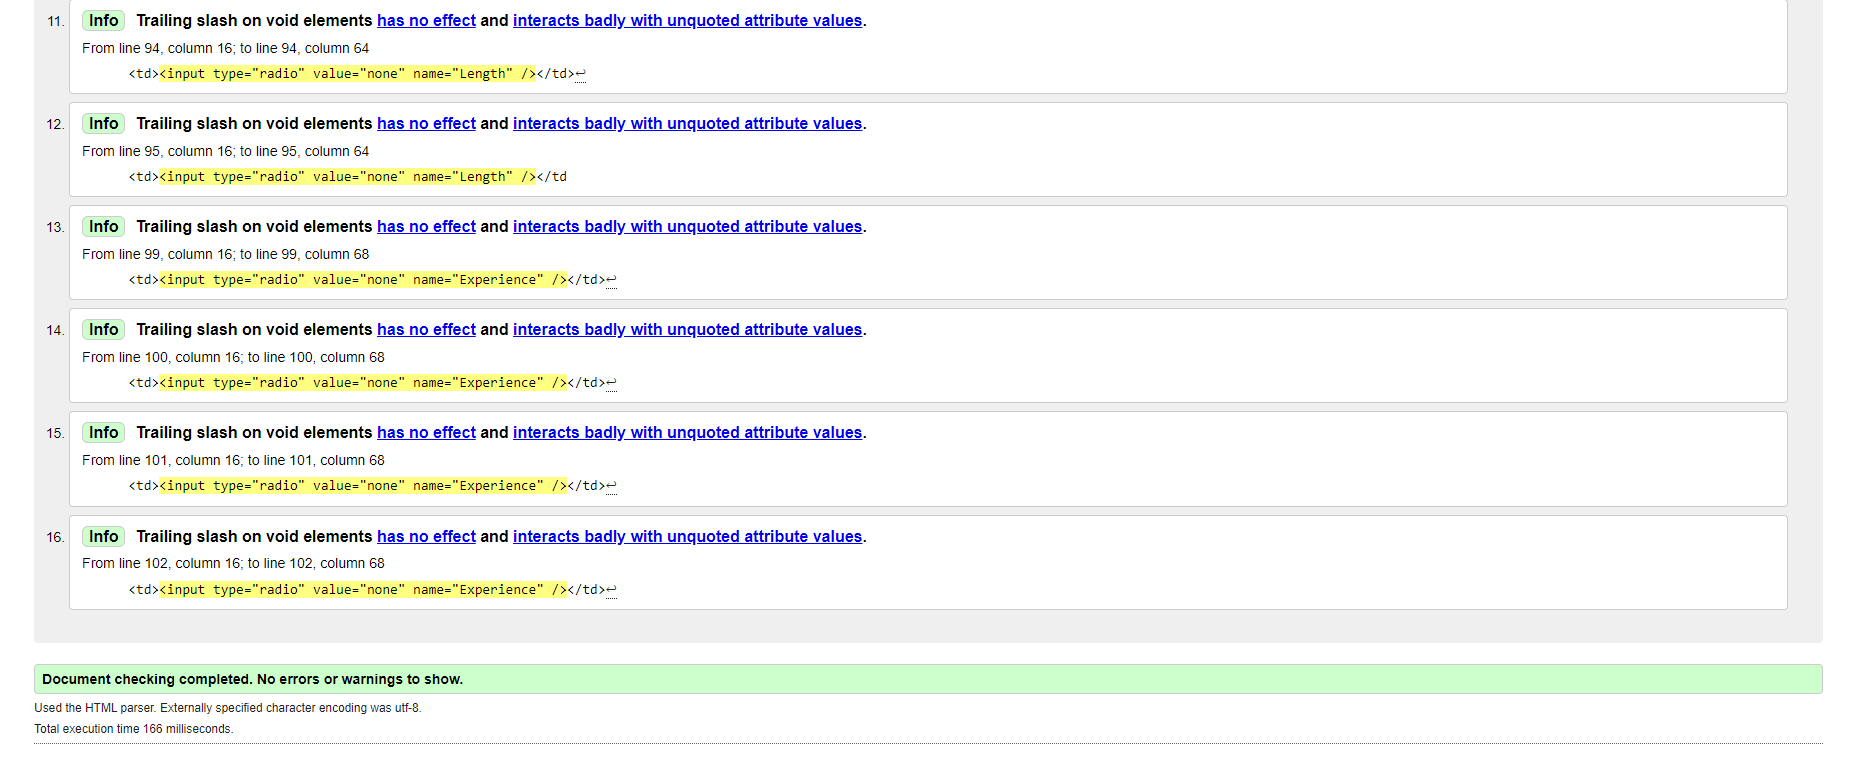 11. Info Trailing slash on void elements has no effect and interacts badly with unquoted attribute values.
From line 94, column 16; to line 94, column 64
<td><input type="radio" value="none" name="Length" /></td>↩
12. Info Trailing slash on void elements has no effect and interacts badly with unquoted attribute values.
From line 95, column 16; to line 95, column 64
<td><input type="radio" value="none" name="Length" /></td
13. Info Trailing slash on void elements has no effect and interacts badly with unquoted attribute values.
From line 99, column 16; to line 99, column 68
<td><input type="radio" value="none" name="Experience" /></td>↩
14. Info Trailing slash on void elements has no effect and interacts badly with unquoted attribute values.
From line 100, column 16; to line 100, column 68
<td><input type="radio" value="none" name="Experience" /></td>↩
15. Info Trailing slash on void elements has no effect and interacts badly with unquoted attribute values.
From line 101, column 16; to line 101, column 68
<td><input type="radio" value="none" name="Experience" /></td>↩
16. Info Trailing slash on void elements has no effect and interacts badly with unquoted attribute values.
From line 102, column 16; to line 102, column 68
<td><input type="radio" value="none" name="Experience" /></td>↩
Document checking completed. No errors or warnings to show.
Used the HTML parser. Externally specified character encoding was utf-8.
Total execution time 166 milliseconds.